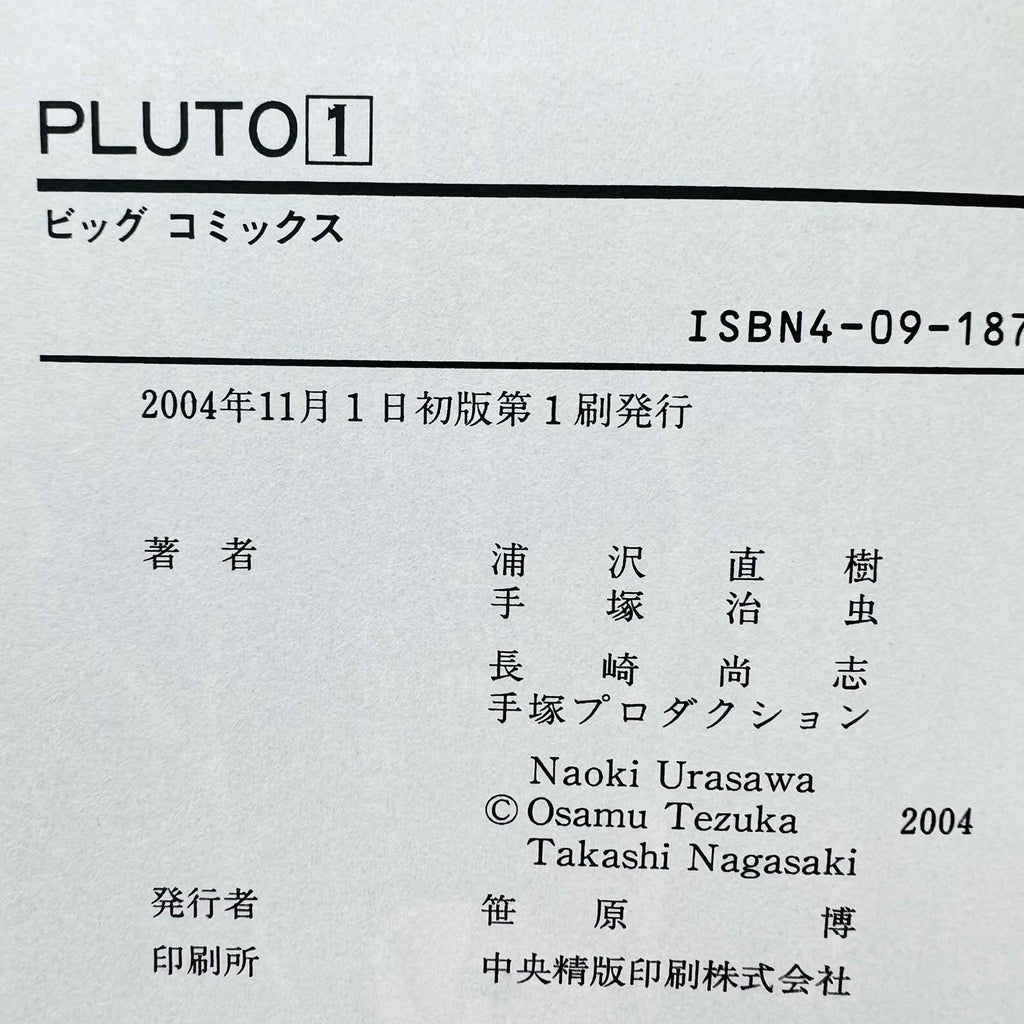 PLUTO 1
ビッグ コミックス
ISBN4-09-187
2004年11月1日初版第1刷発行
著 者
浦 沢 直 樹
手 塚 治 虫
長 崎 尚 志
手塚プロダクション
Naoki Urasawa
© Osamu Tezuka 2004
Takashi Nagasaki
発行者 笹 原 博
印刷所 中央精版印刷株式会社